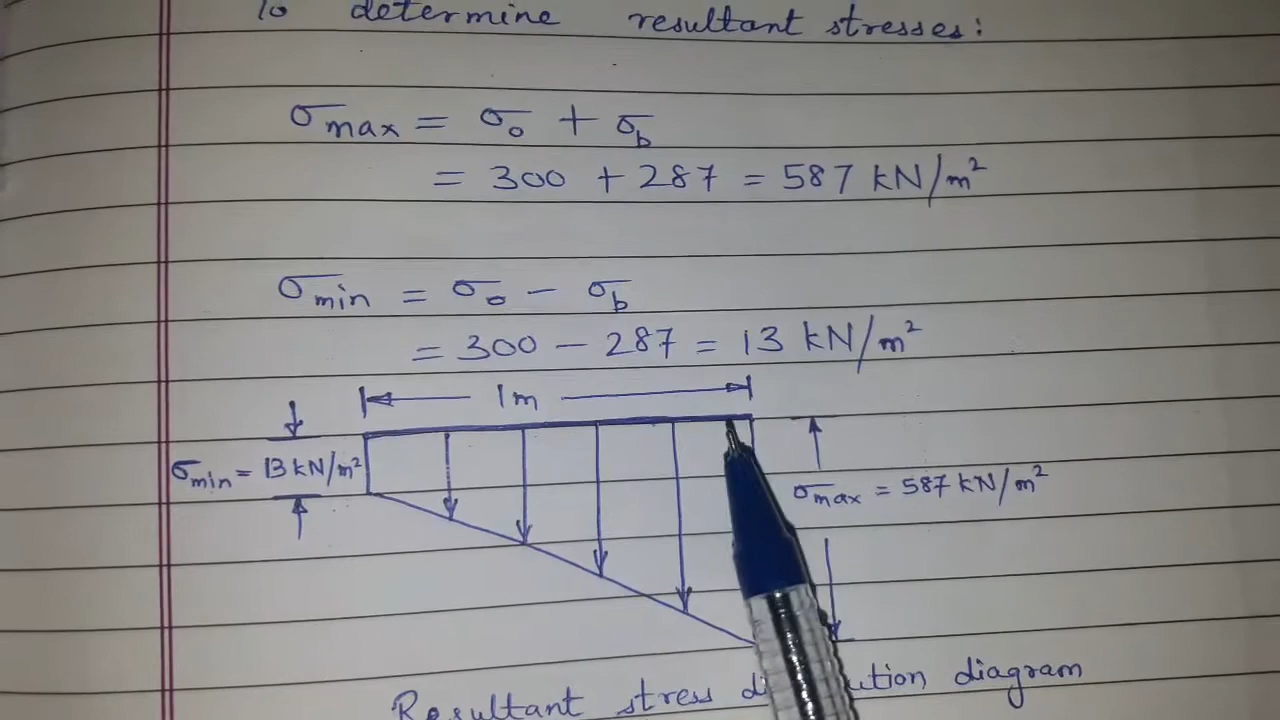 To determine resultant stresses:
σmax = σo + σb
= 300 + 287 = 587 kN/m²
σmin = σo - σb
= 300 - 287 = 13 kN/m²
1m
σmin = 13 kN/m²
σmax = 587 kN/m²
Resultant stress diagram